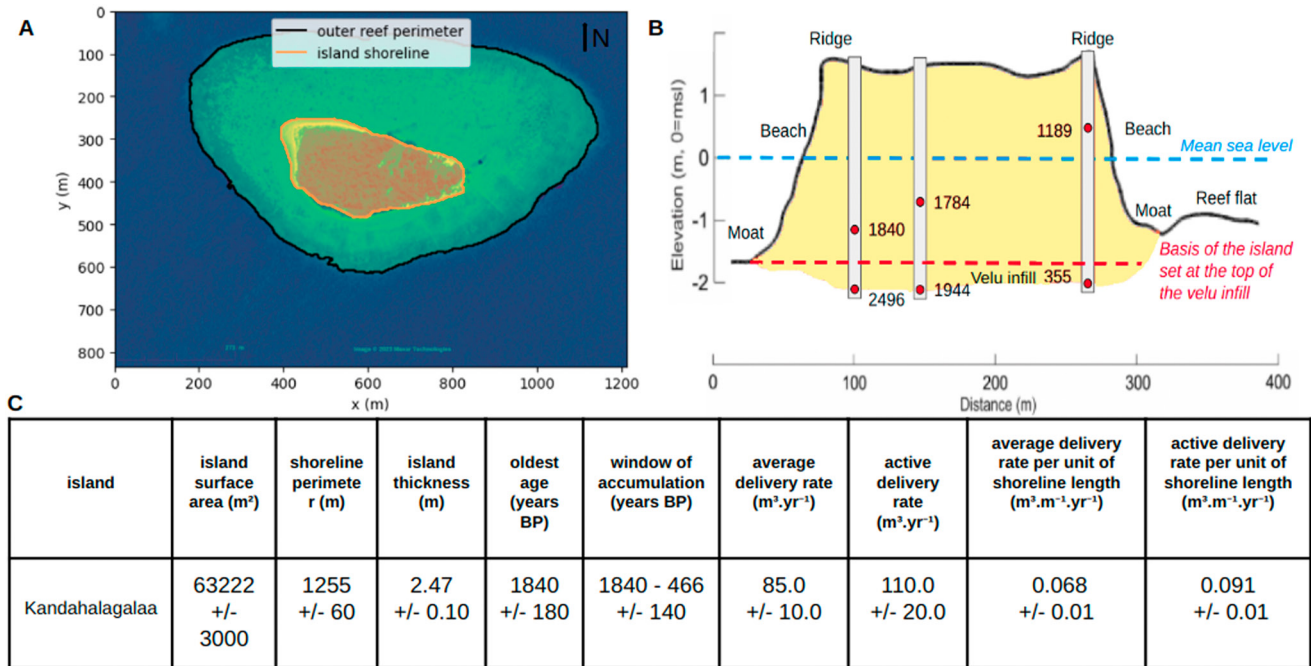 A
outer reef perimeter
island shoreline
N
0
100
200
300
400
500
600
700
800
y (m)
0
200
400
600
800
1000
1200
x (m)
B
Ridge
Ridge
1
0
-1
-2
Elevation (m, 0=msl)
Beach
1189
Beach
Mean sea level
1784
Reef flat
Moat
1840
Moat
Basis of the island
set at the top of
the velu infill
Velu infill
355
2496
1944
0
100
200
300
400
Distance (m)
C
island
island
surface
area (m²)
shoreline
perimete
r (m)
island
thickness
(m)
oldest
age
(years
BP)
window of
accumulation
(years BP)
average
delivery rate
(m³.yr⁻¹)
active
delivery
rate
(m³.yr⁻¹)
average delivery
rate per unit of
shoreline length
(m³.m⁻¹.yr⁻¹)
active delivery
rate per unit of
shoreline length
(m³.m⁻¹.yr⁻¹)
Kandahalagalaa
63222
+/-
3000
1255
+/- 60
2.47
+/- 0.10
1840
+/- 180
1840 - 466
+/- 140
85.0
+/- 10.0
110.0
+/- 20.0
0.068
+/- 0.01
0.091
+/- 0.01